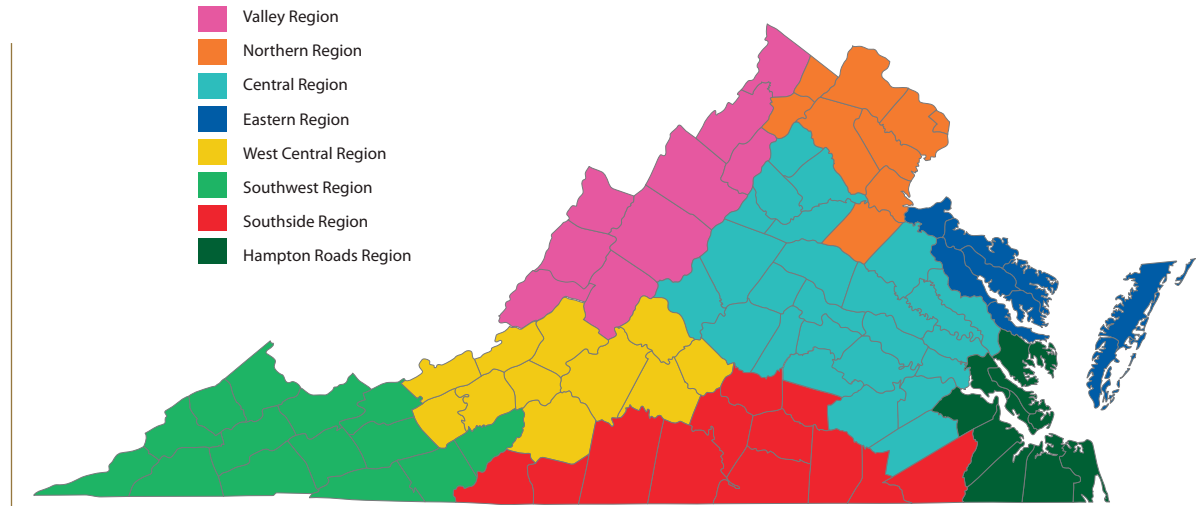 Valley Region
Northern Region
Central Region
Eastern Region
West Central Region
Southwest Region
Southside Region
Hampton Roads Region